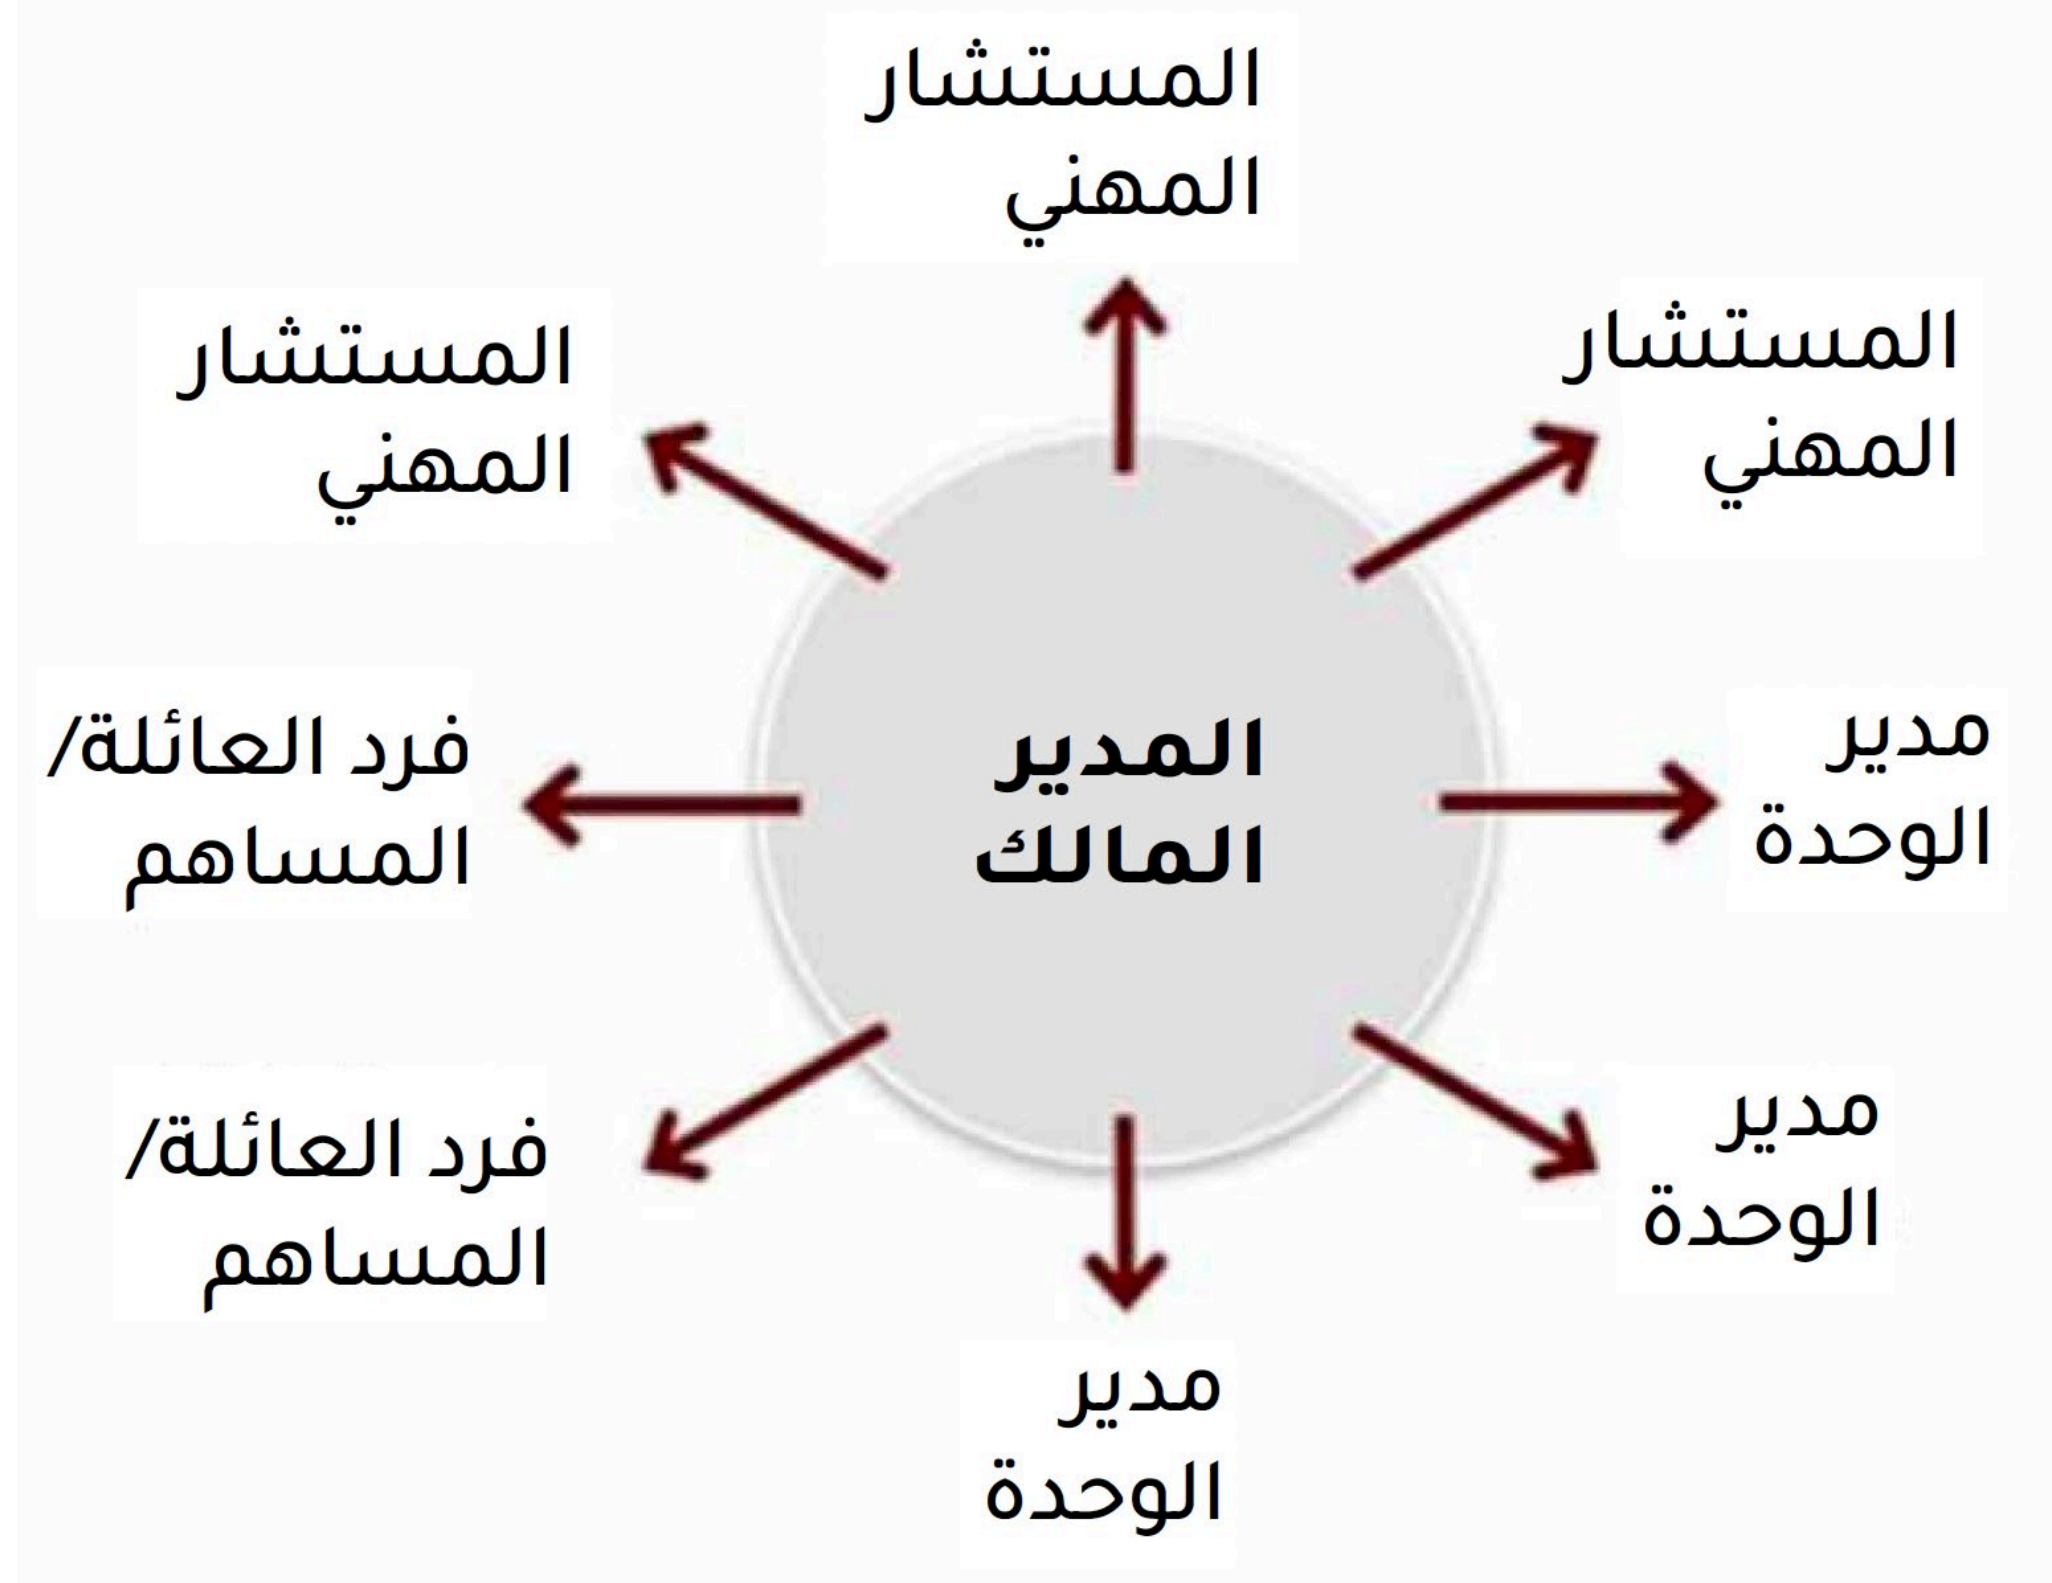 المستشار
المهني
المستشار
المهني
المستشار
المهني
مدير
الوحدة
المدير
المالك
فرد العائلة/
المساهم
مدير
الوحدة
فرد العائلة/
المساهم
مدير
الوحدة